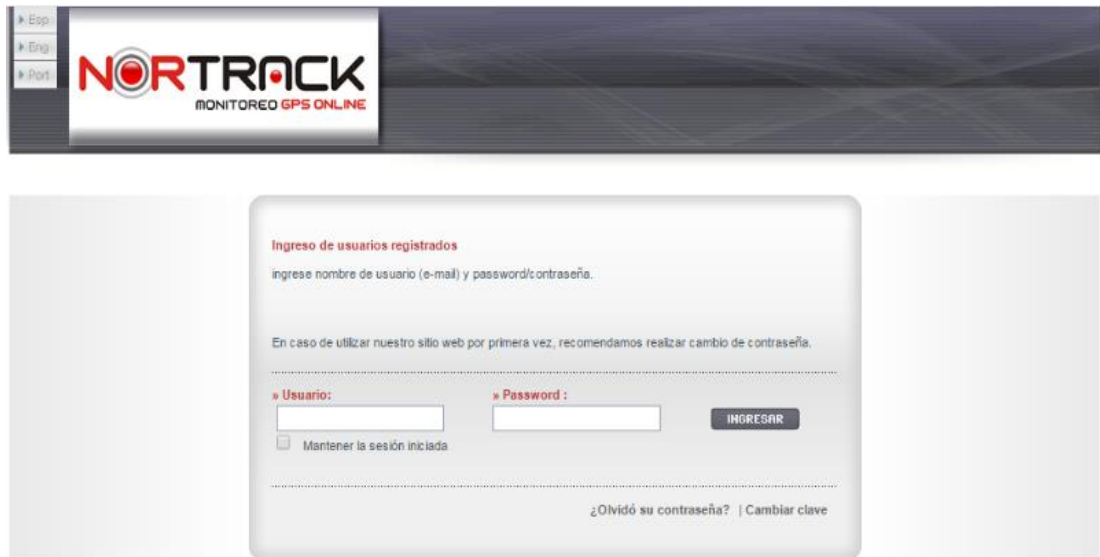 Esp
Eng
Port
NORTRACK
MONITOREO GPS ONLINE
Ingreso de usuarios registrados
ingrese nombre de usuario (e-mail) y password/contraseña.
En caso de utilizar nuestro sitio web por primera vez, recomendamos realizar cambio de contraseña.
» Usuario:
» Password :
INGRESAR
Mantener la sesión iniciada
¿Olvidó su contraseña? | Cambiar clave